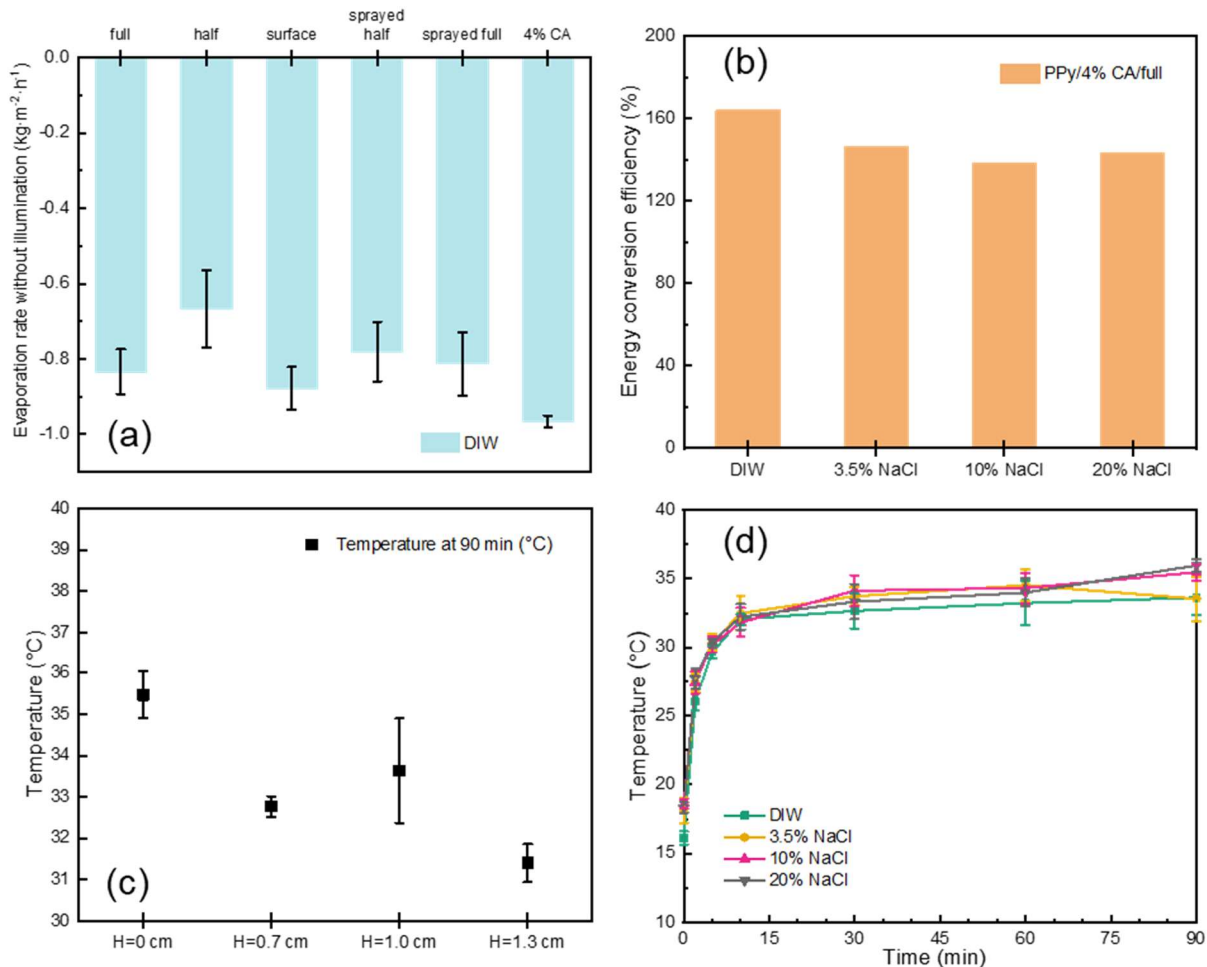 full half surface sprayed half sprayed full 4% CA
Evaporation rate without illumination (kg·m⁻²·h⁻¹)
0.0
-0.2
-0.4
-0.6
-0.8
-1.0
(a)
DIW
(b)
PPy/4% CA/full
Energy conversion efficiency (%)
200
160
120
80
40
0
DIW 3.5% NaCl 10% NaCl 20% NaCl
40
39
38
37
36
35
34
33
32
31
30
Temperature (°C)
Temperature at 90 min (°C)
(c)
H=0 cm H=0.7 cm H=1.0 cm H=1.3 cm
(d)
40
35
30
25
20
15
10
Temperature (°C)
DIW
3.5% NaCl
10% NaCl
20% NaCl
0 15 30 45 60 75 90
Time (min)